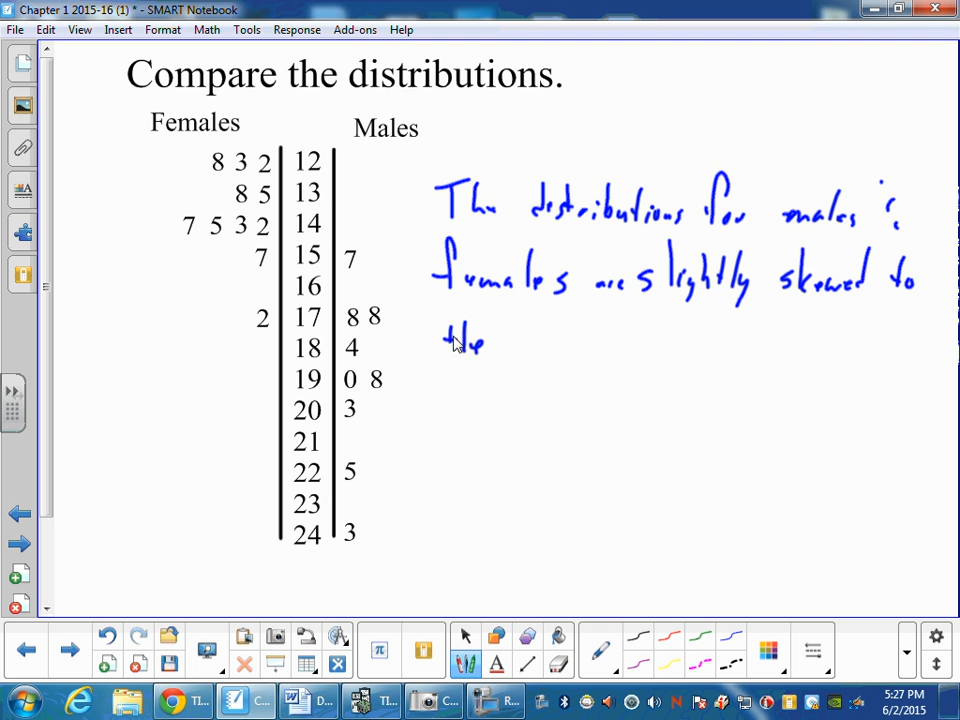 Chapter 1 2015-16 (1) * - SMART Notebook
File Edit View Insert Format Math Tools Response Add-ons Help
Compare the distributions.
Females Males
8 3 2 12
8 5 13
7 5 3 2 14
7 15 7
16
2 17 8 8
18 4
19 0 8
20 3
21
22 5
23
24 3
The distributions for males &
females are slightly skewed to
the
π A
TI... C... D... TI... C... R...
5:27 PM
6/2/2015